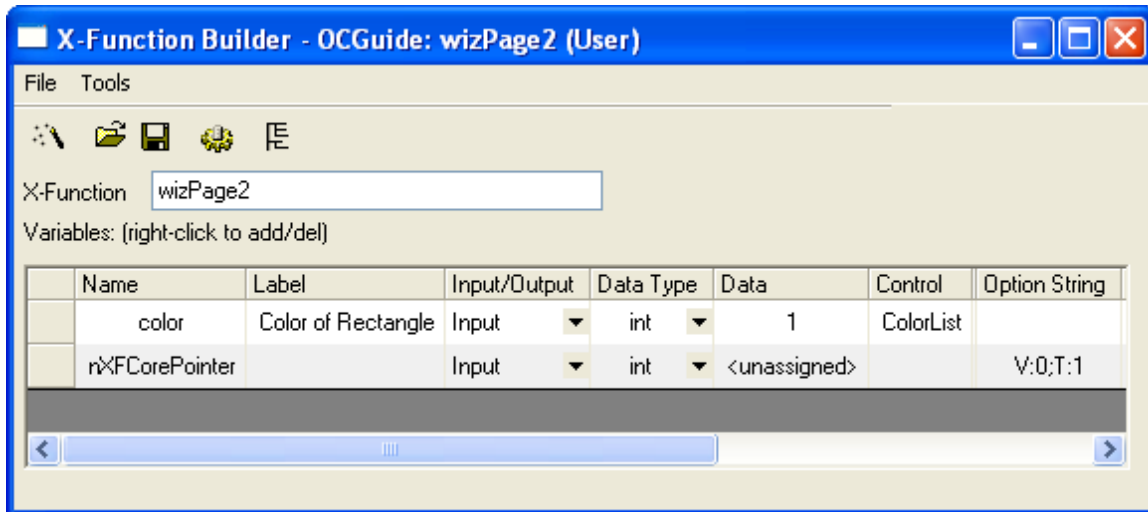 X-Function Builder - OCGuide: wizPage2 (User)
File Tools
X-Function wizPage2
Variables: (right-click to add/del)
Name Label Input/Output Data Type Data Control Option String
color Color of Rectangle Input int 1 ColorList
nXFCorePointer Input int <unassigned> V:0;T:1